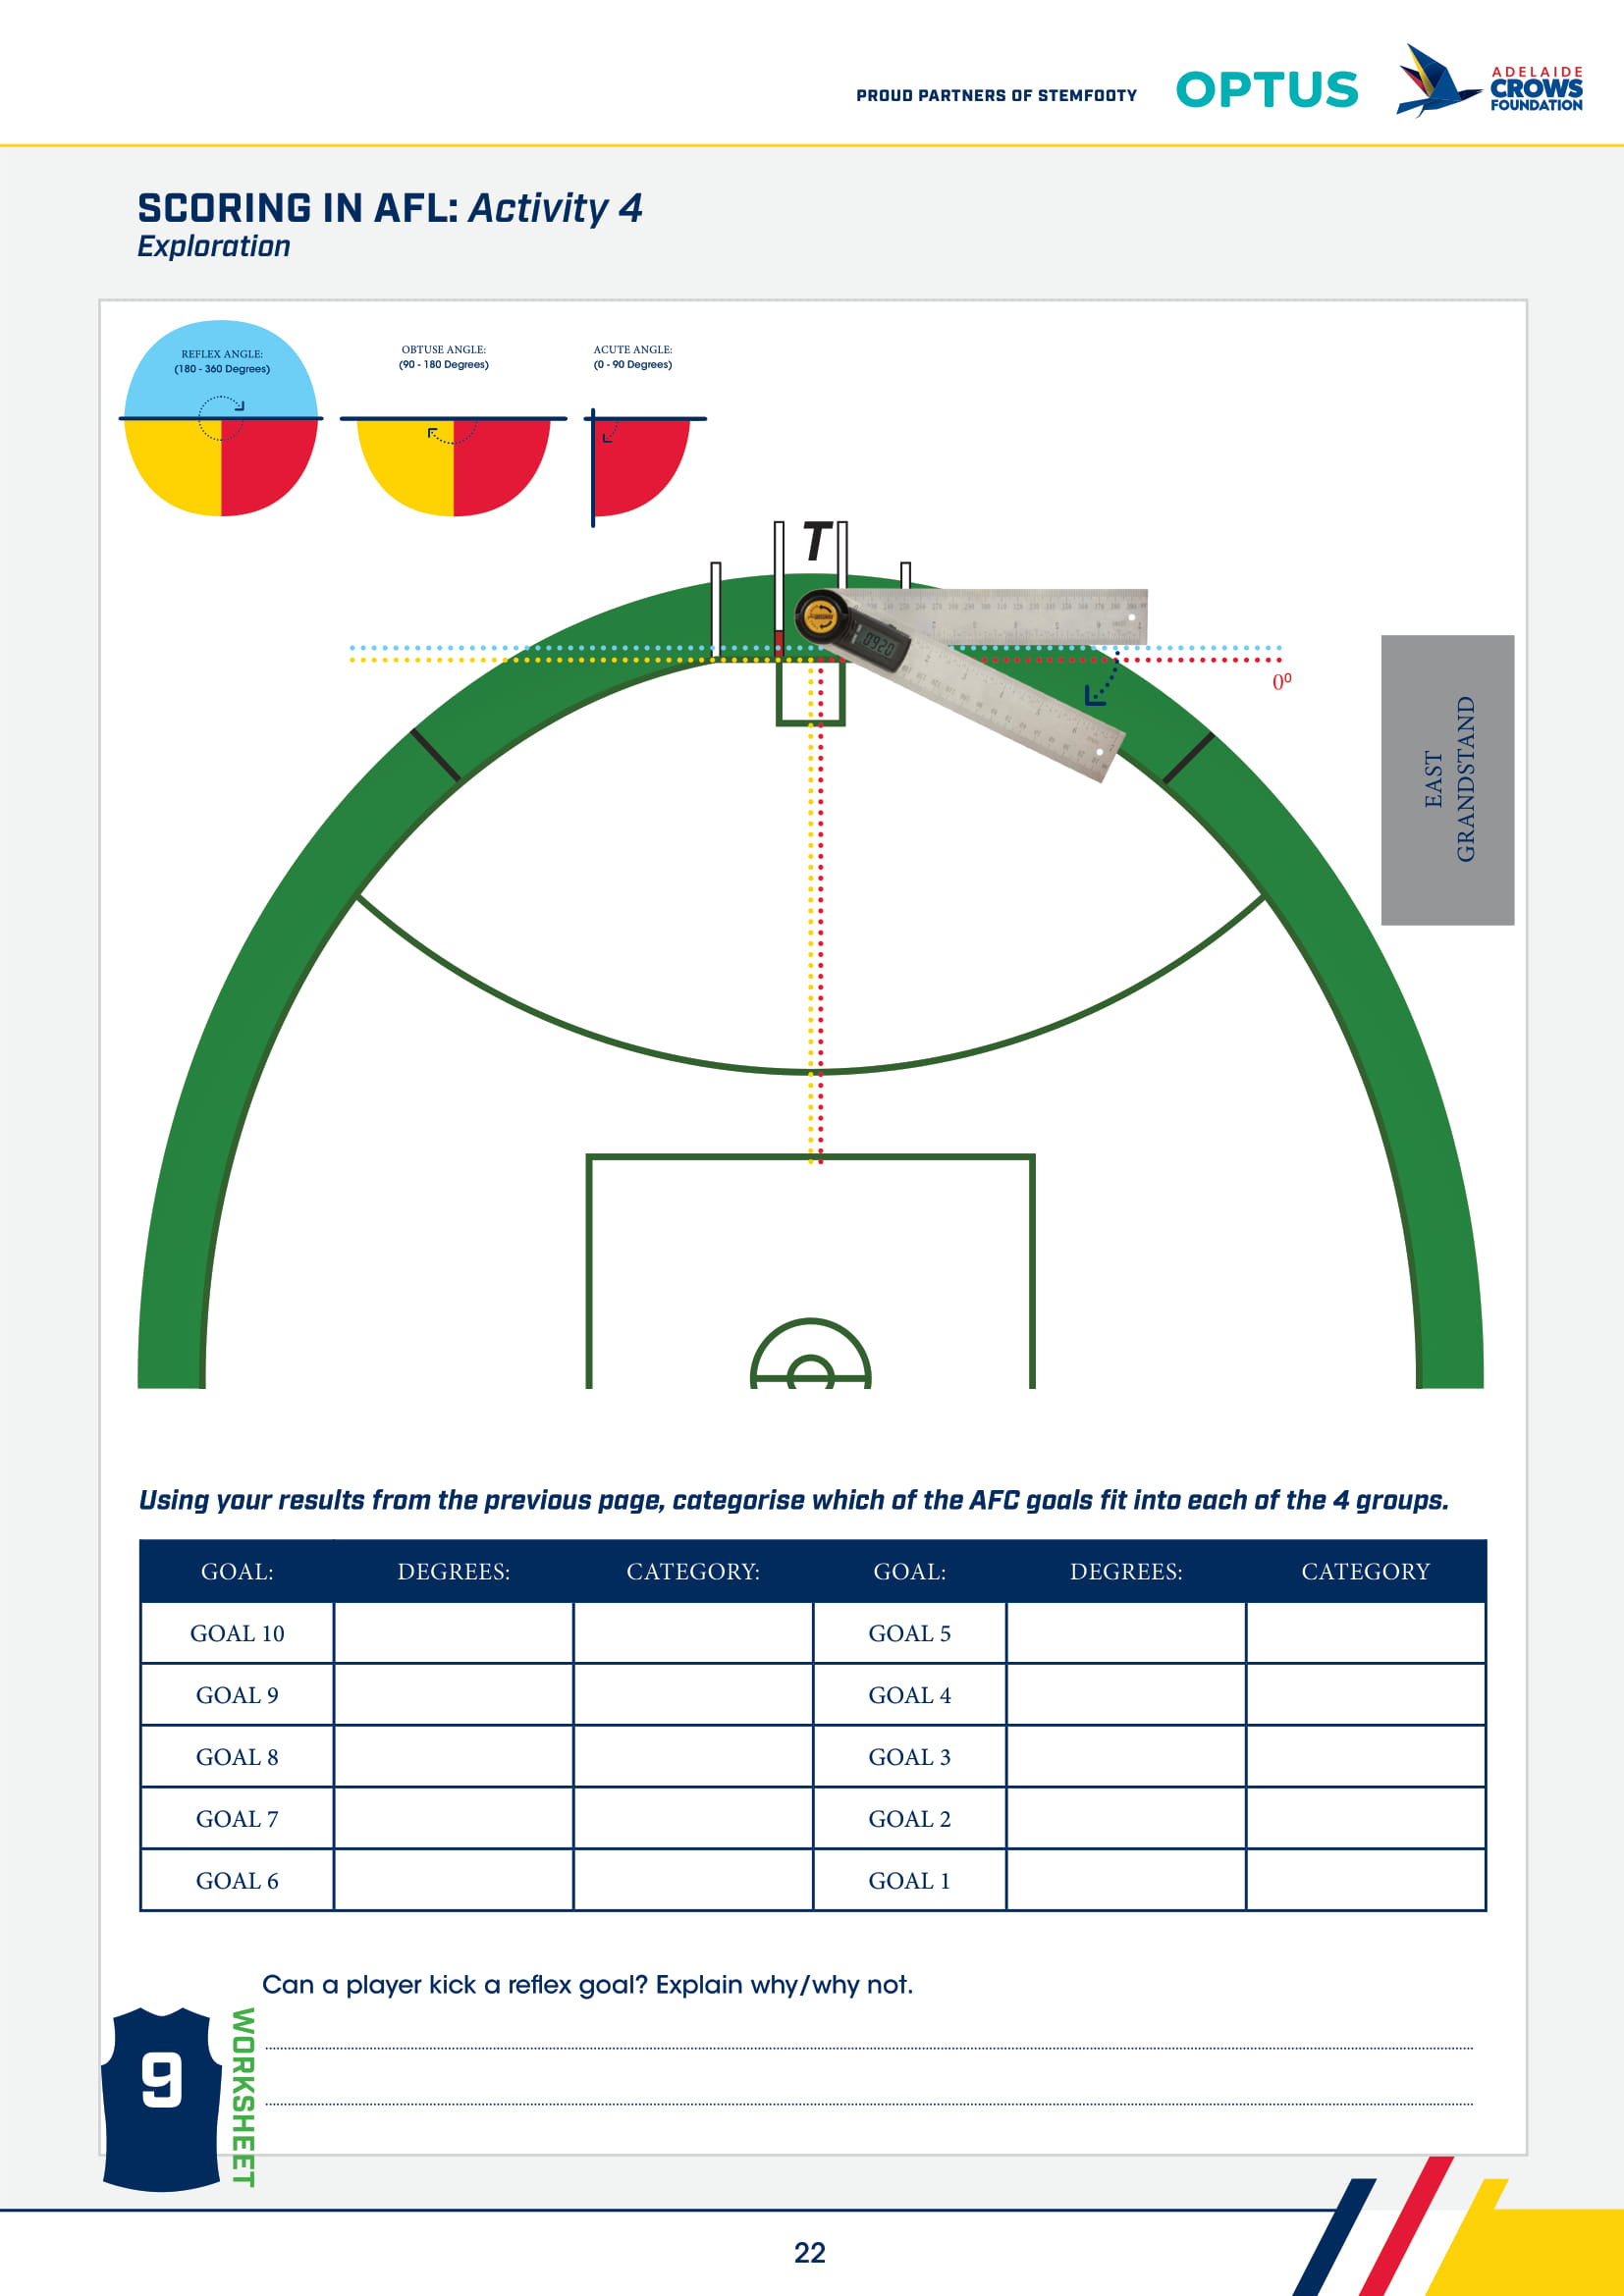 PROUD PARTNERS OF STEMFOOTY
OPTUS
ADELAIDE
CROWS
FOUNDATION
SCORING IN AFL: Activity 4
Exploration
REFLEX ANGLE:
(180 - 360 Degrees)
OBTUSE ANGLE:
(90 - 180 Degrees)
ACUTE ANGLE:
(0 - 90 Degrees)
T
0920
0º
EAST
GRANDSTAND
Using your results from the previous page, categorise which of the AFC goals fit into each of the 4 groups.
GOAL: DEGREES: CATEGORY: GOAL: DEGREES: CATEGORY
GOAL 10 GOAL 5
GOAL 9 GOAL 4
GOAL 8 GOAL 3
GOAL 7 GOAL 2
GOAL 6 GOAL 1
Can a player kick a reflex goal? Explain why/why not.
9
WORKSHEET
22